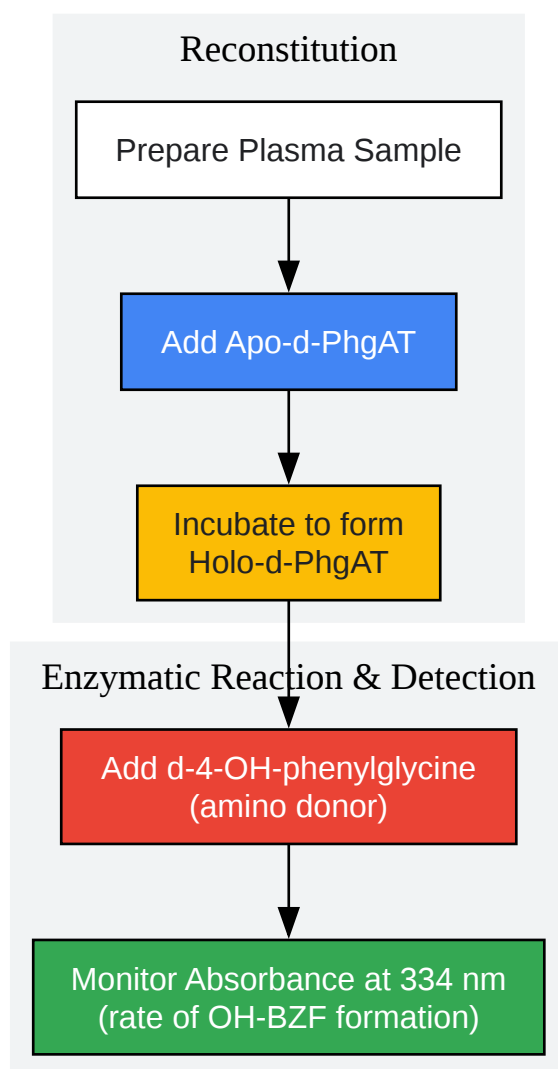 Reconstitution
Prepare Plasma Sample
Add Apo-d-PhgAT
Incubate to form
Holo-d-PhgAT
Enzymatic Reaction & Detection
Add d-4-OH-phenylglycine
(amino donor)
Monitor Absorbance at 334 nm
(rate of OH-BZF formation)